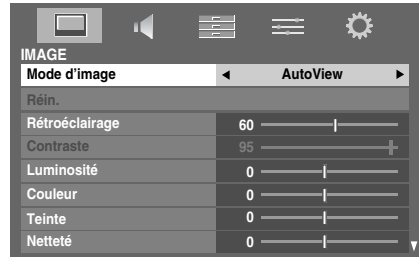 IMAGE
Mode d'image AutoView
Réin.
Rétroéclairage 60
Contraste 95
Luminosité 0
Couleur 0
Teinte 0
Netteté 0